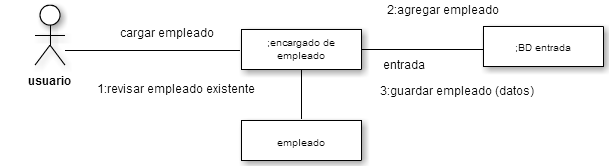 2:agregar empleado
cargar empleado
;encargado de
empleado
;BD entrada
entrada
usuario
1:revisar empleado existente
3:guardar empleado (datos)
empleado